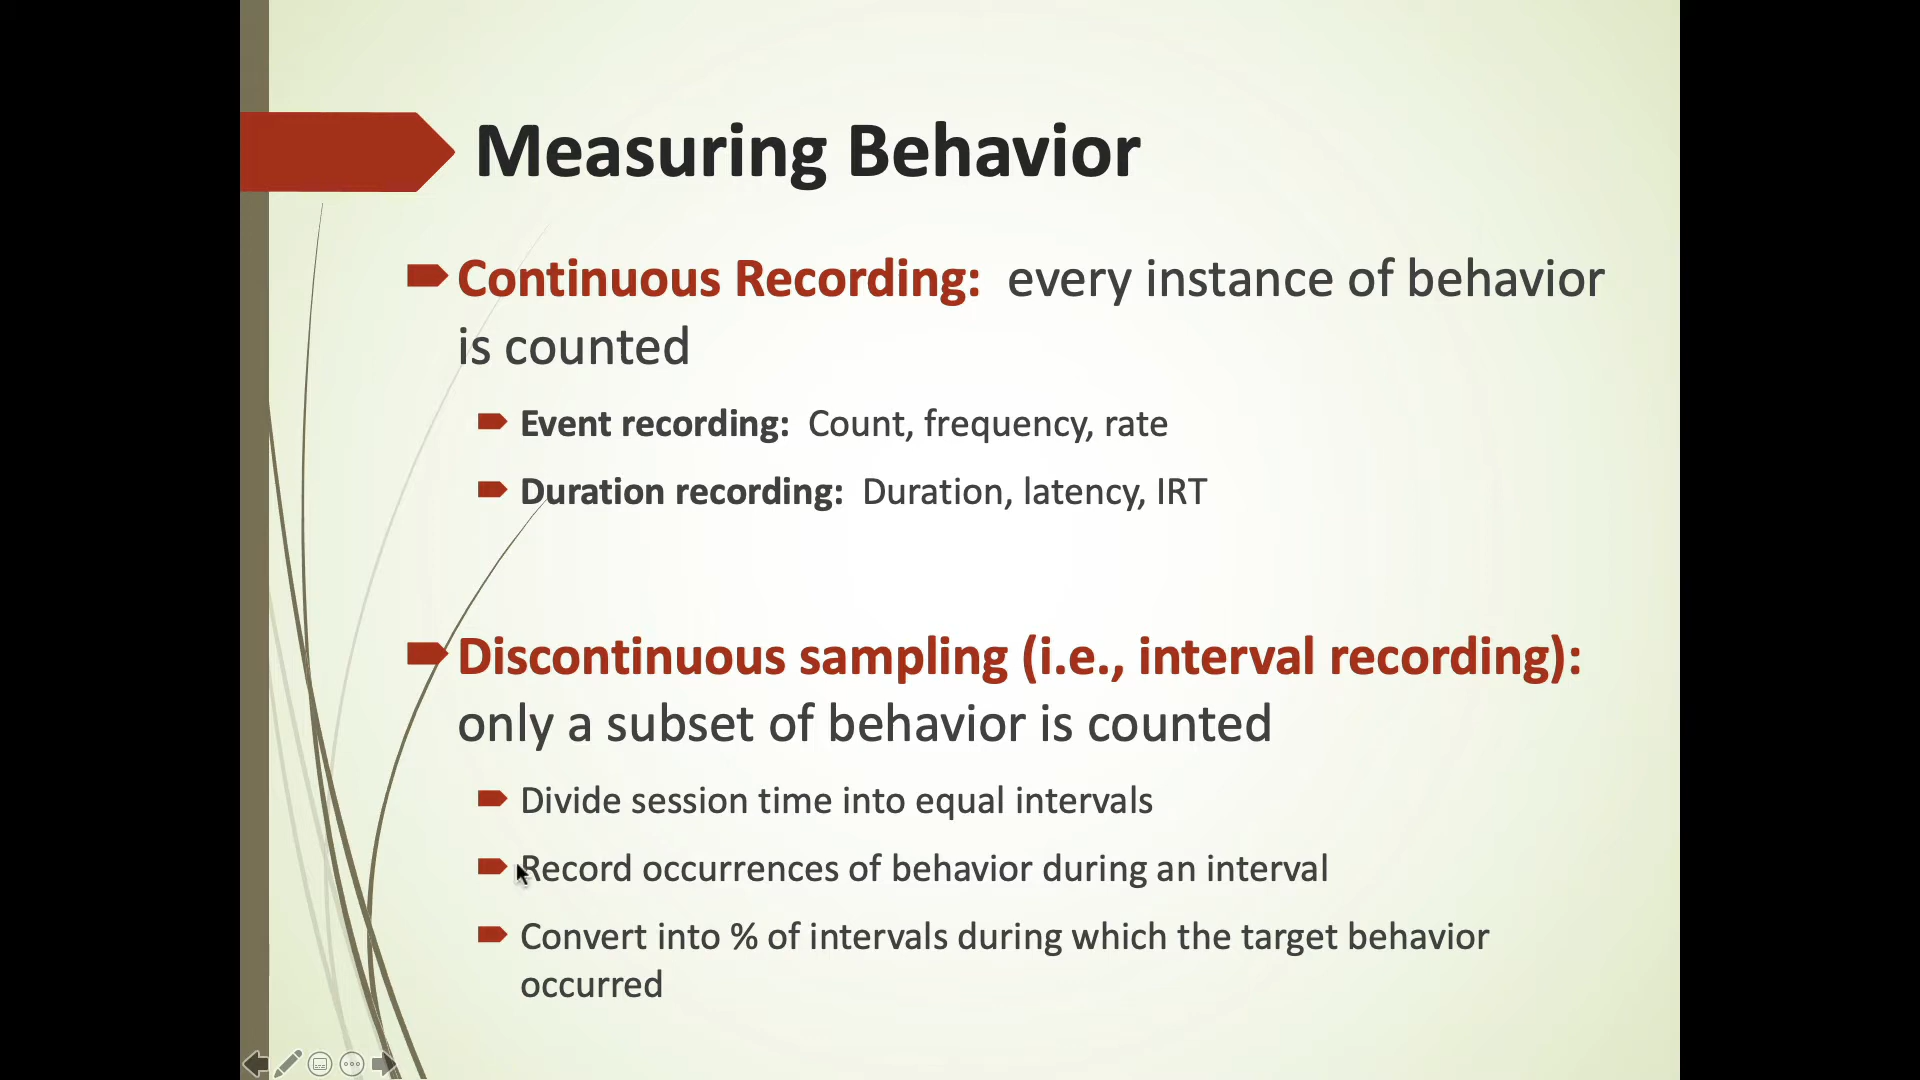 Measuring Behavior
Continuous Recording: every instance of behavior
is counted
Event recording: Count, frequency, rate
Duration recording: Duration, latency, IRT
Discontinuous sampling (i.e., interval recording):
only a subset of behavior is counted
Divide session time into equal intervals
Record occurrences of behavior during an interval
Convert into % of intervals during which the target behavior
occurred